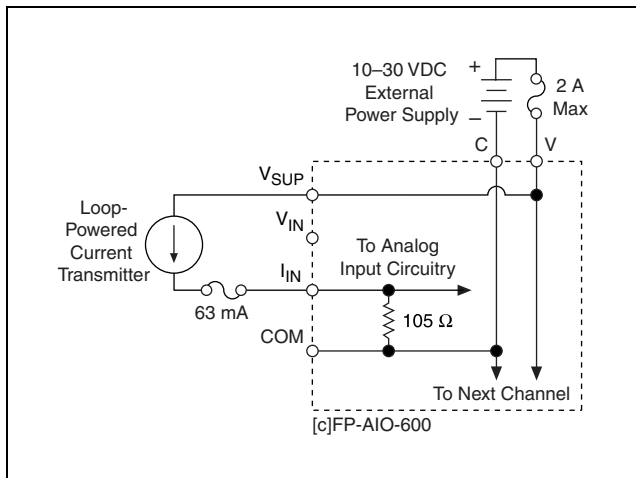 10–30 VDC
External
Power Supply
+
–
2 A
Max
C
V
VSUP
Loop-
Powered
Current
Transmitter
VIN
To Analog
Input Circuitry
IIN
63 mA
105 Ω
COM
To Next Channel
[c]FP-AIO-600